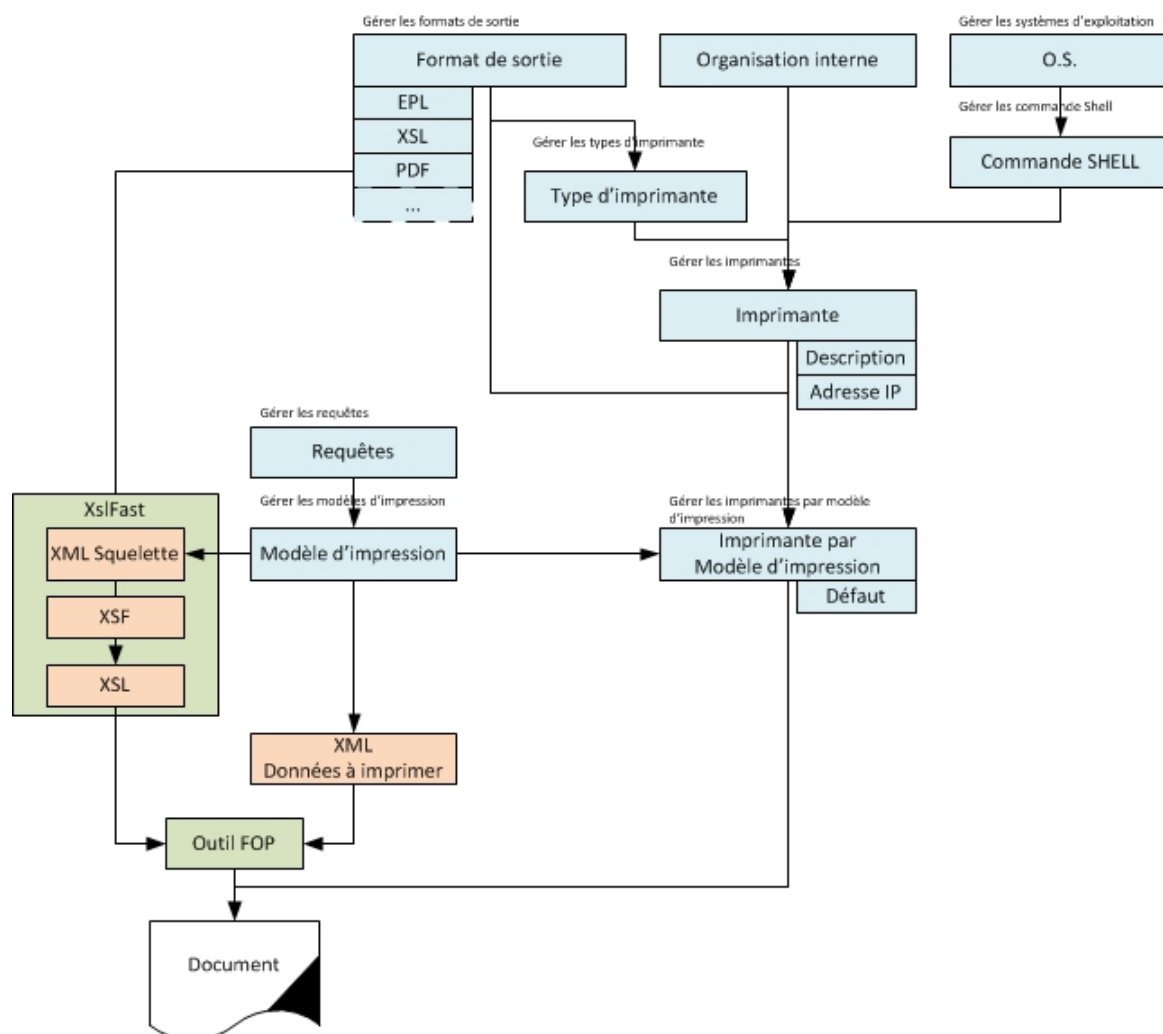 Gérer les formats de sortie
Gérer les systèmes d'exploitation
Format de sortie
Organisation interne
O.S.
EPL
Gérer les commande Shell
XSL
Gérer les types d'imprimante
PDF
Commande SHELL
Type d'imprimante
...
Gérer les imprimantes
Imprimante
Description
Adresse IP
Gérer les requêtes
Requêtes
Gérer les modèles d'impression
Gérer les imprimantes par modèle
d'impression
XslFast
XML Squelette
Modèle d'impression
Imprimante par
Modèle d'impression
Défaut
XSF
XSL
XML
Données à imprimer
Outil FOP
Document